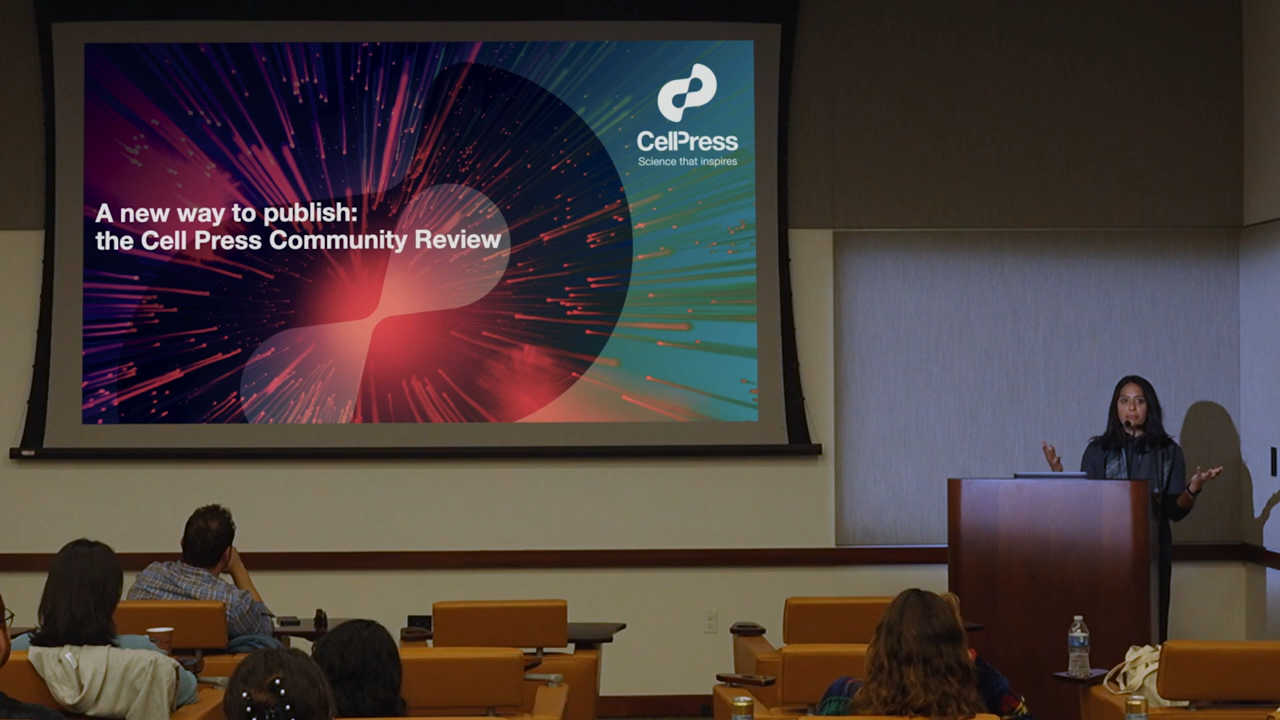 CellPress
Science that inspires
A new way to publish:
the Cell Press Community Review